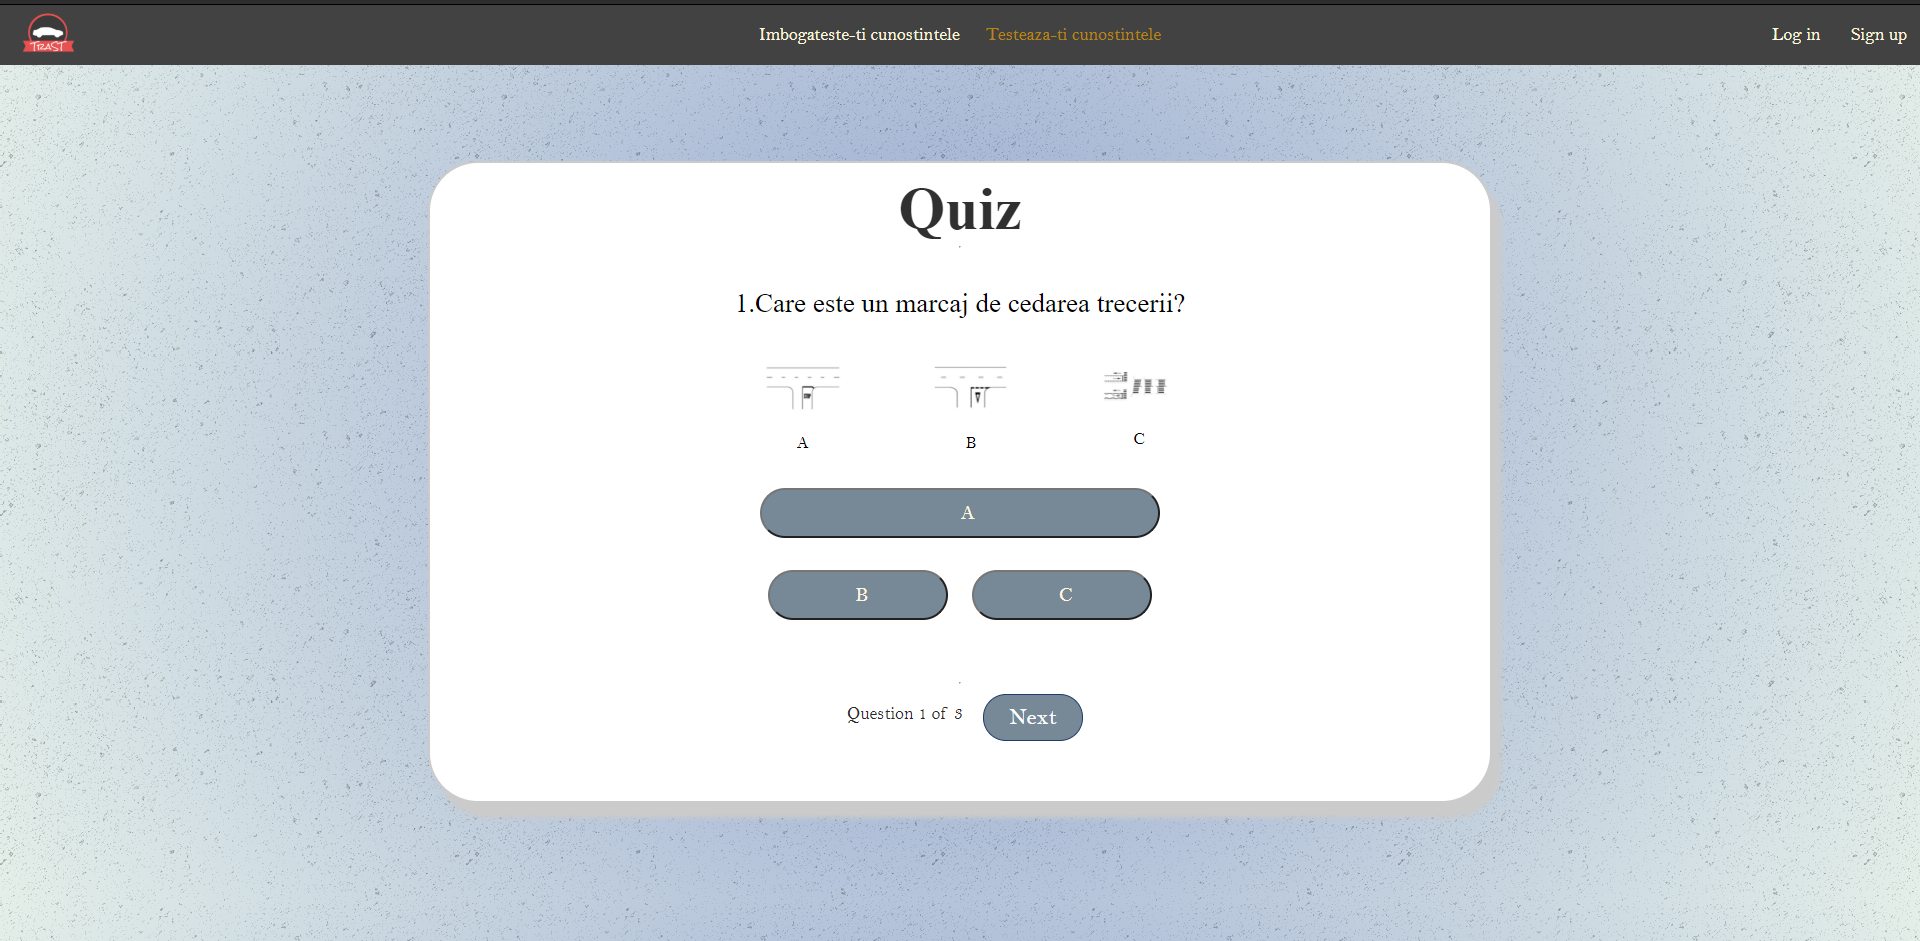 TRAST
Imbogateste-ti cunostintele
Testeaza-ti cunostintele
Log in
Sign up
Quiz
1.Care este un marcaj de cedarea trecerii?
A
B
C
A
B
C
Question 1 of 3
Next